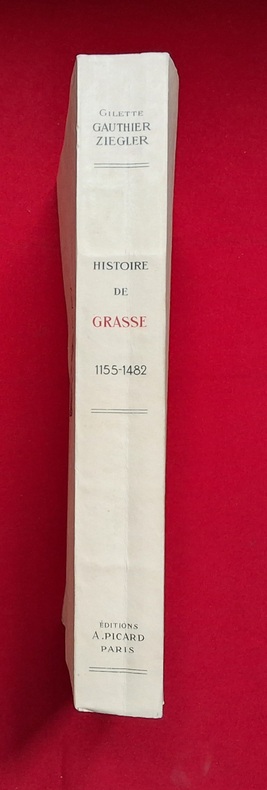 GILETTE
GAUTHIER
ZIEGLER
HISTOIRE
DE
GRASSE
1155-1482
ÉDITIONS
A. PICARD
PARIS